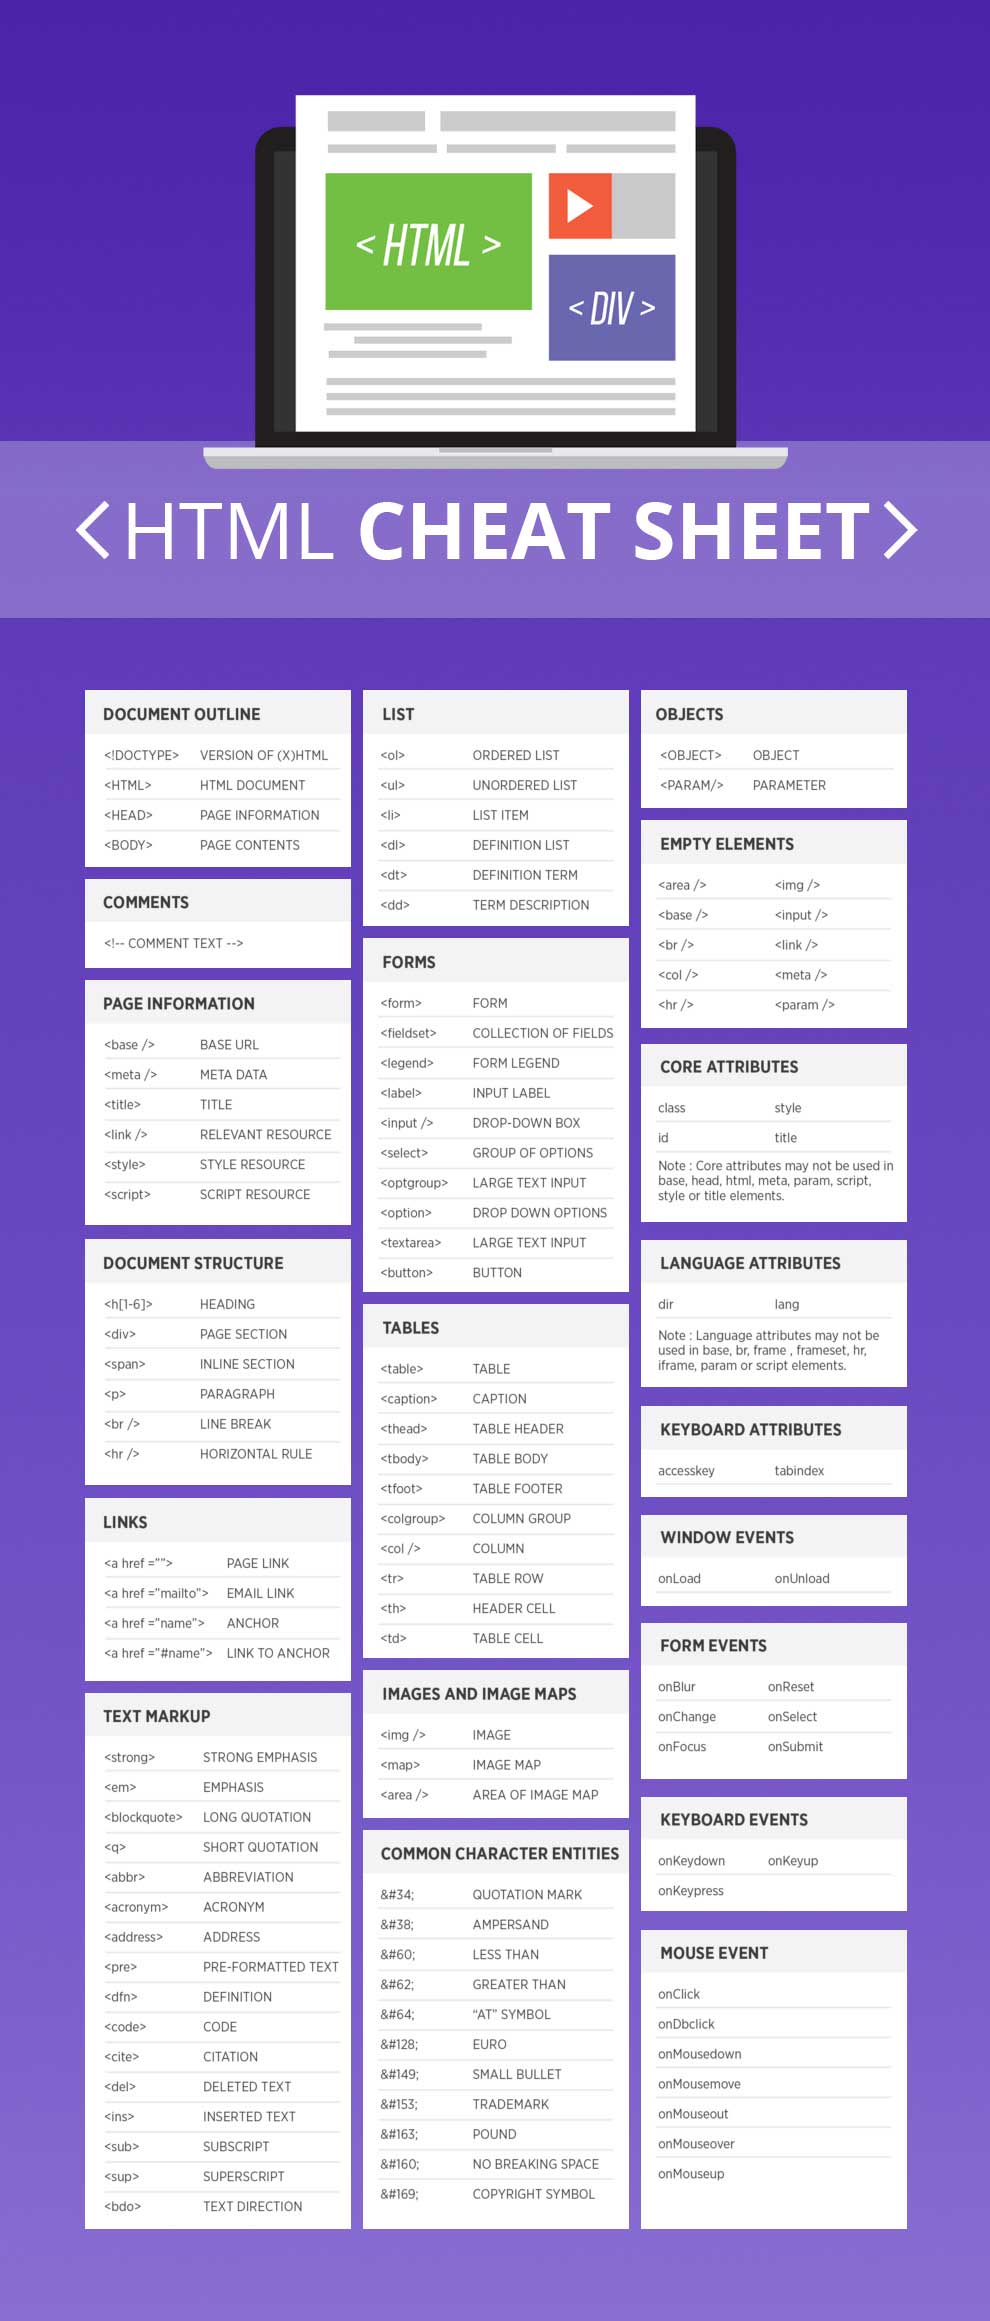 < HTML >
< DIV >
<HTML CHEAT SHEET>
DOCUMENT OUTLINE
<!DOCTYPE> VERSION OF (X)HTML
<HTML> HTML DOCUMENT
<HEAD> PAGE INFORMATION
<BODY> PAGE CONTENTS
COMMENTS
<!-- COMMENT TEXT -->
PAGE INFORMATION
<base /> BASE URL
<meta /> META DATA
<title> TITLE
<link /> RELEVANT RESOURCE
<style> STYLE RESOURCE
<script> SCRIPT RESOURCE
DOCUMENT STRUCTURE
<h[1-6]> HEADING
<div> PAGE SECTION
<span> INLINE SECTION
<p> PARAGRAPH
<br /> LINE BREAK
<hr /> HORIZONTAL RULE
LINKS
<a href =””> PAGE LINK
<a href =”mailto”> EMAIL LINK
<a href =”name”> ANCHOR
<a href =”#name”> LINK TO ANCHOR
TEXT MARKUP
<strong> STRONG EMPHASIS
<em> EMPHASIS
<blockquote> LONG QUOTATION
<q> SHORT QUOTATION
<abbr> ABBREVIATION
<acronym> ACRONYM
<address> ADDRESS
<pre> PRE-FORMATTED TEXT
<dfn> DEFINITION
<code> CODE
<cite> CITATION
<del> DELETED TEXT
<ins> INSERTED TEXT
<sub> SUBSCRIPT
<sup> SUPERSCRIPT
<bdo> TEXT DIRECTION
LIST
<ol> ORDERED LIST
<ul> UNORDERED LIST
<li> LIST ITEM
<dl> DEFINITION LIST
<dt> DEFINITION TERM
<dd> TERM DESCRIPTION
FORMS
<form> FORM
<fieldset> COLLECTION OF FIELDS
<legend> FORM LEGEND
<label> INPUT LABEL
<input /> DROP-DOWN BOX
<select> GROUP OF OPTIONS
<optgroup> LARGE TEXT INPUT
<option> DROP DOWN OPTIONS
<textarea> LARGE TEXT INPUT
<button> BUTTON
TABLES
<table> TABLE
<caption> CAPTION
<thead> TABLE HEADER
<tbody> TABLE BODY
<tfoot> TABLE FOOTER
<colgroup> COLUMN GROUP
<col /> COLUMN
<tr> TABLE ROW
<th> HEADER CELL
<td> TABLE CELL
IMAGES AND IMAGE MAPS
<img /> IMAGE
<map> IMAGE MAP
<area /> AREA OF IMAGE MAP
COMMON CHARACTER ENTITIES
&#34; QUOTATION MARK
&#38; AMPERSAND
&#60; LESS THAN
&#62; GREATER THAN
&#64; “AT” SYMBOL
&#128; EURO
&#149; SMALL BULLET
&#153; TRADEMARK
&#163; POUND
&#160; NO BREAKING SPACE
&#169; COPYRIGHT SYMBOL
OBJECTS
<OBJECT> OBJECT
<PARAM/> PARAMETER
EMPTY ELEMENTS
<area /> <img />
<base /> <input />
<br /> <link />
<col /> <meta />
<hr /> <param />
CORE ATTRIBUTES
class style
id title
Note : Core attributes may not be used in
base, head, html, meta, param, script,
style or title elements.
LANGUAGE ATTRIBUTES
dir lang
Note : Language attributes may not be
used in base, br, frame , frameset, hr,
iframe, param or script elements.
KEYBOARD ATTRIBUTES
accesskey tabindex
WINDOW EVENTS
onLoad onUnload
FORM EVENTS
onBlur onReset
onChange onSelect
onFocus onSubmit
KEYBOARD EVENTS
onKeydown onKeyup
onKeypress
MOUSE EVENT
onClick
onDbclick
onMousedown
onMousemove
onMouseout
onMouseover
onMouseup